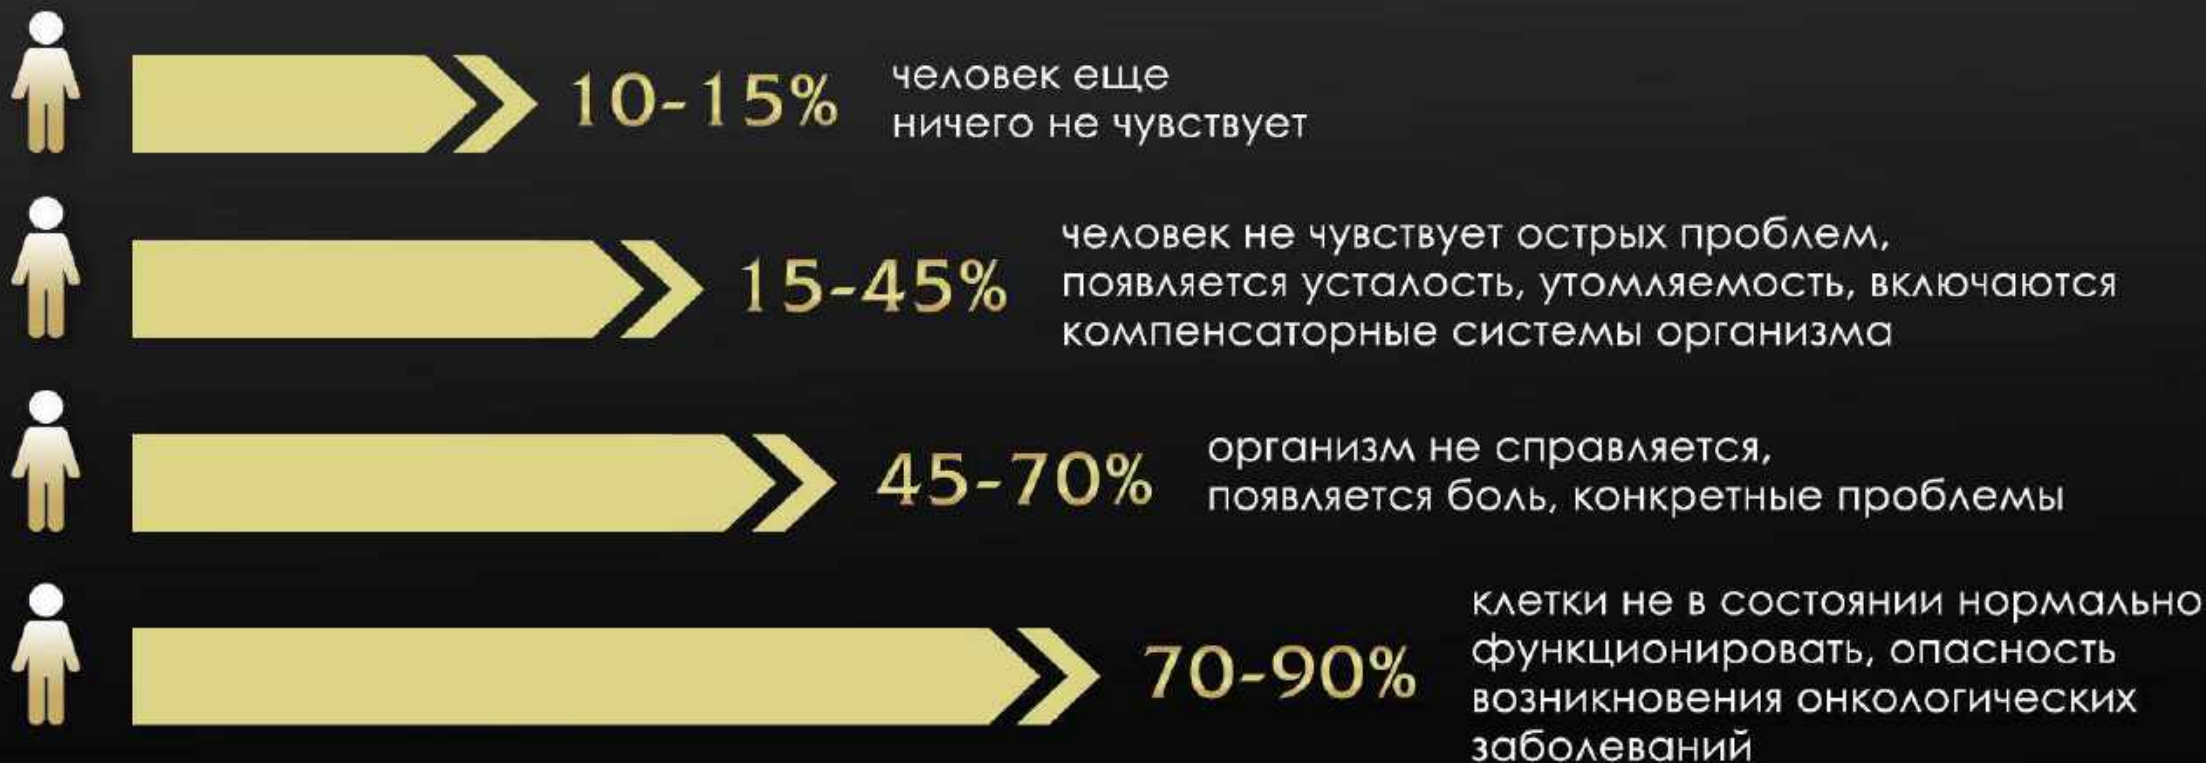 10-15%
человек еще
ничего не чувствует
15-45%
человек не чувствует острых проблем,
появляется усталость, утомляемость, включаются
компенсаторные системы организма
45-70%
организм не справляется,
появляется боль, конкретные проблемы
70-90%
клетки не в состоянии нормально
функционировать, опасность
возникновения онкологических
заболеваний